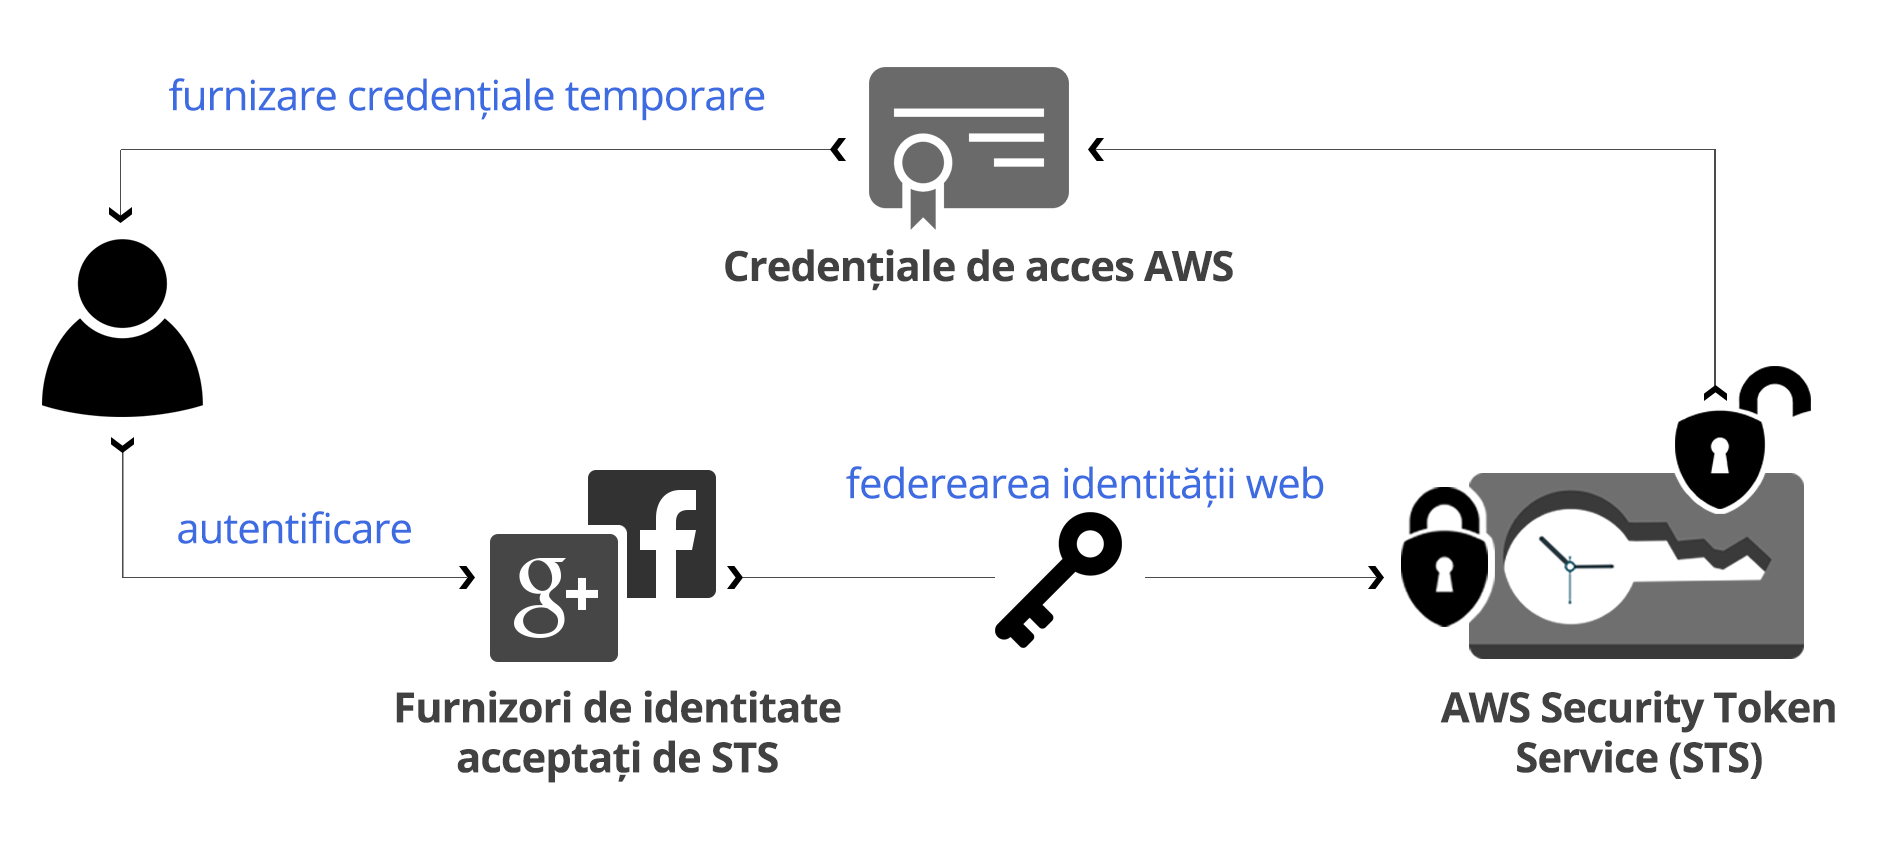 furnizare credențiale temporare
Credențiale de acces AWS
autentificare
federearea identității web
g+
f
Furnizori de identitate
acceptați de STS
AWS Security Token
Service (STS)